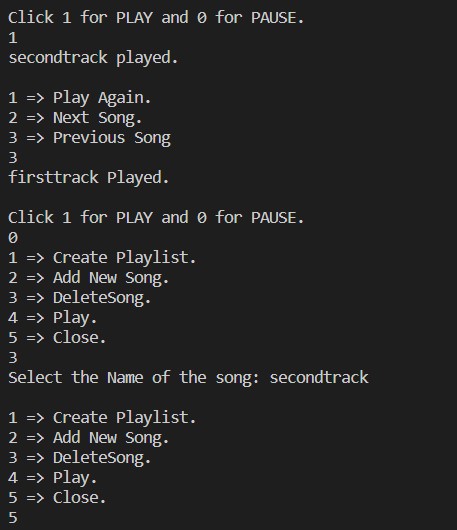 Click 1 for PLAY and 0 for PAUSE.
1
secondtrack played.
1 => Play Again.
2 => Next Song.
3 => Previous Song
3
firsttrack Played.
Click 1 for PLAY and 0 for PAUSE.
0
1 => Create Playlist.
2 => Add New Song.
3 => DeleteSong.
4 => Play.
5 => Close.
3
Select the Name of the song: secondtrack
1 => Create Playlist.
2 => Add New Song.
3 => DeleteSong.
4 => Play.
5 => Close.
5